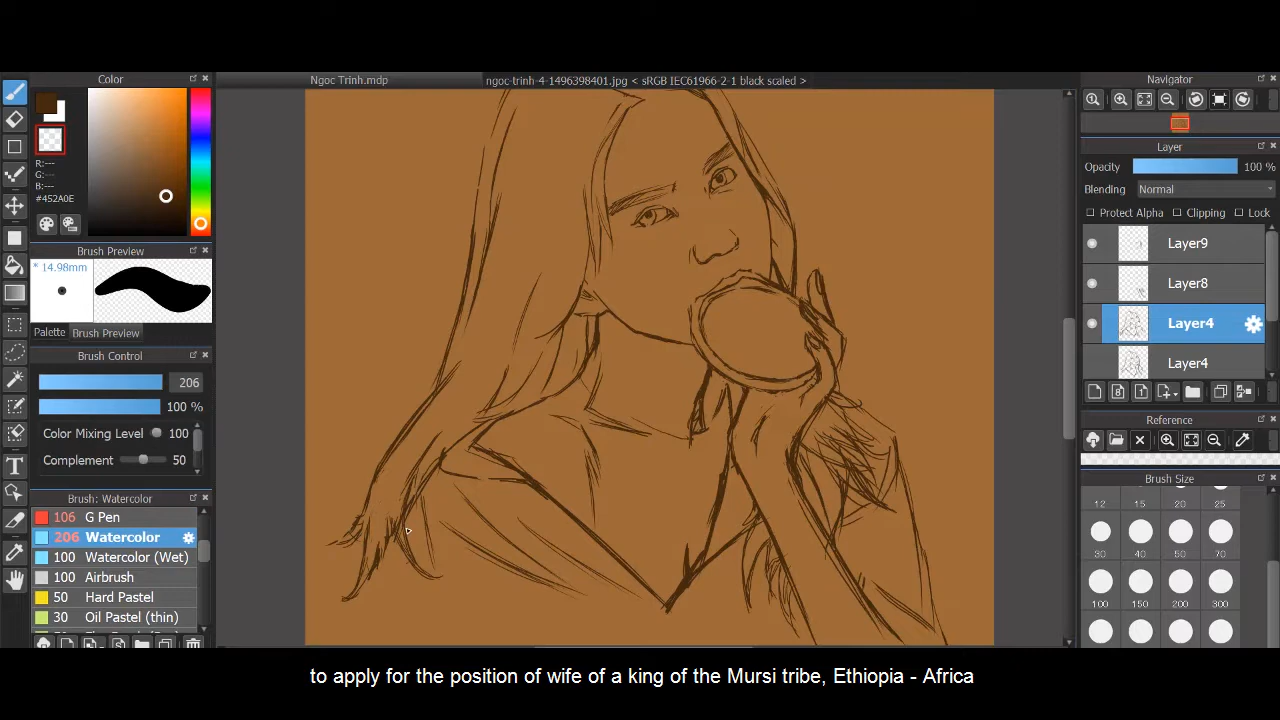 Color
Ngoc Trinh.mdp
ngoc-trinh-4-1496398401.jpg < sRGB IEC61966-2-1 black scaled >
Navigator
R:---
G:---
B:---
#452A0E
Layer
Opacity
100 %
Blending
Normal
Protect Alpha
Clipping
Lock
Layer9
Layer8
Layer4
Layer4
Brush Preview
* 14.98mm
Palette
Brush Preview
Brush Control
206
100 %
Color Mixing Level
100
Complement
50
Reference
Brush Size
12 15 20 25
30 40 50 70
100 150 200 300
Brush: Watercolor
106 G Pen
206 Watercolor
100 Watercolor (Wet)
100 Airbrush
50 Hard Pastel
30 Oil Pastel (thin)
to apply for the position of wife of a king of the Mursi tribe, Ethiopia - Africa